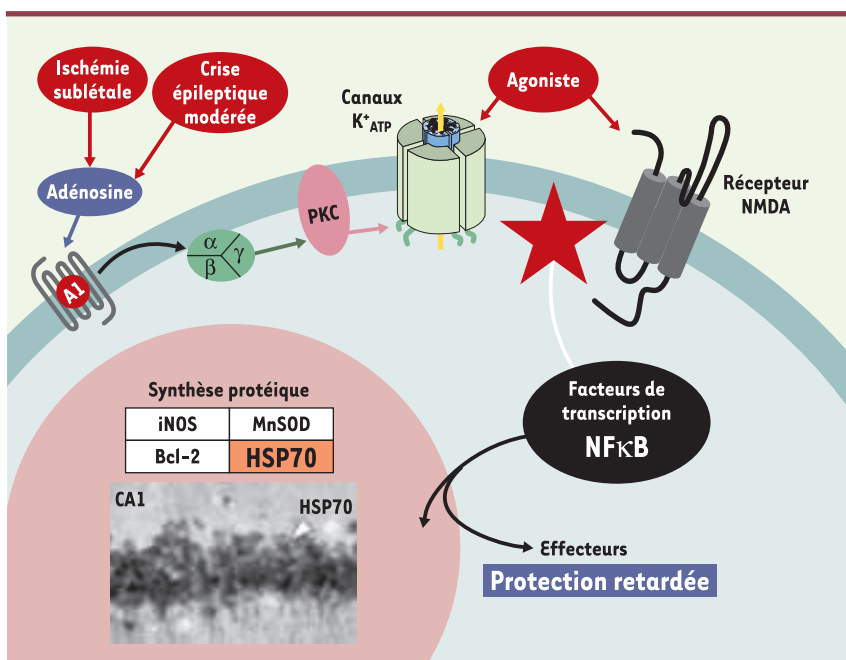 Ischémie
sublétale
Crise
épileptique
modérée
Canaux
K⁺ATP
Agoniste
Adénosine
Récepteur
NMDA
PKC
α
β
γ
A1
Synthèse protéique
iNOS
MnSOD
Bcl-2
HSP70
CA1
HSP70
Facteurs de
transcription
NFκB
Effecteurs
Protection retardée